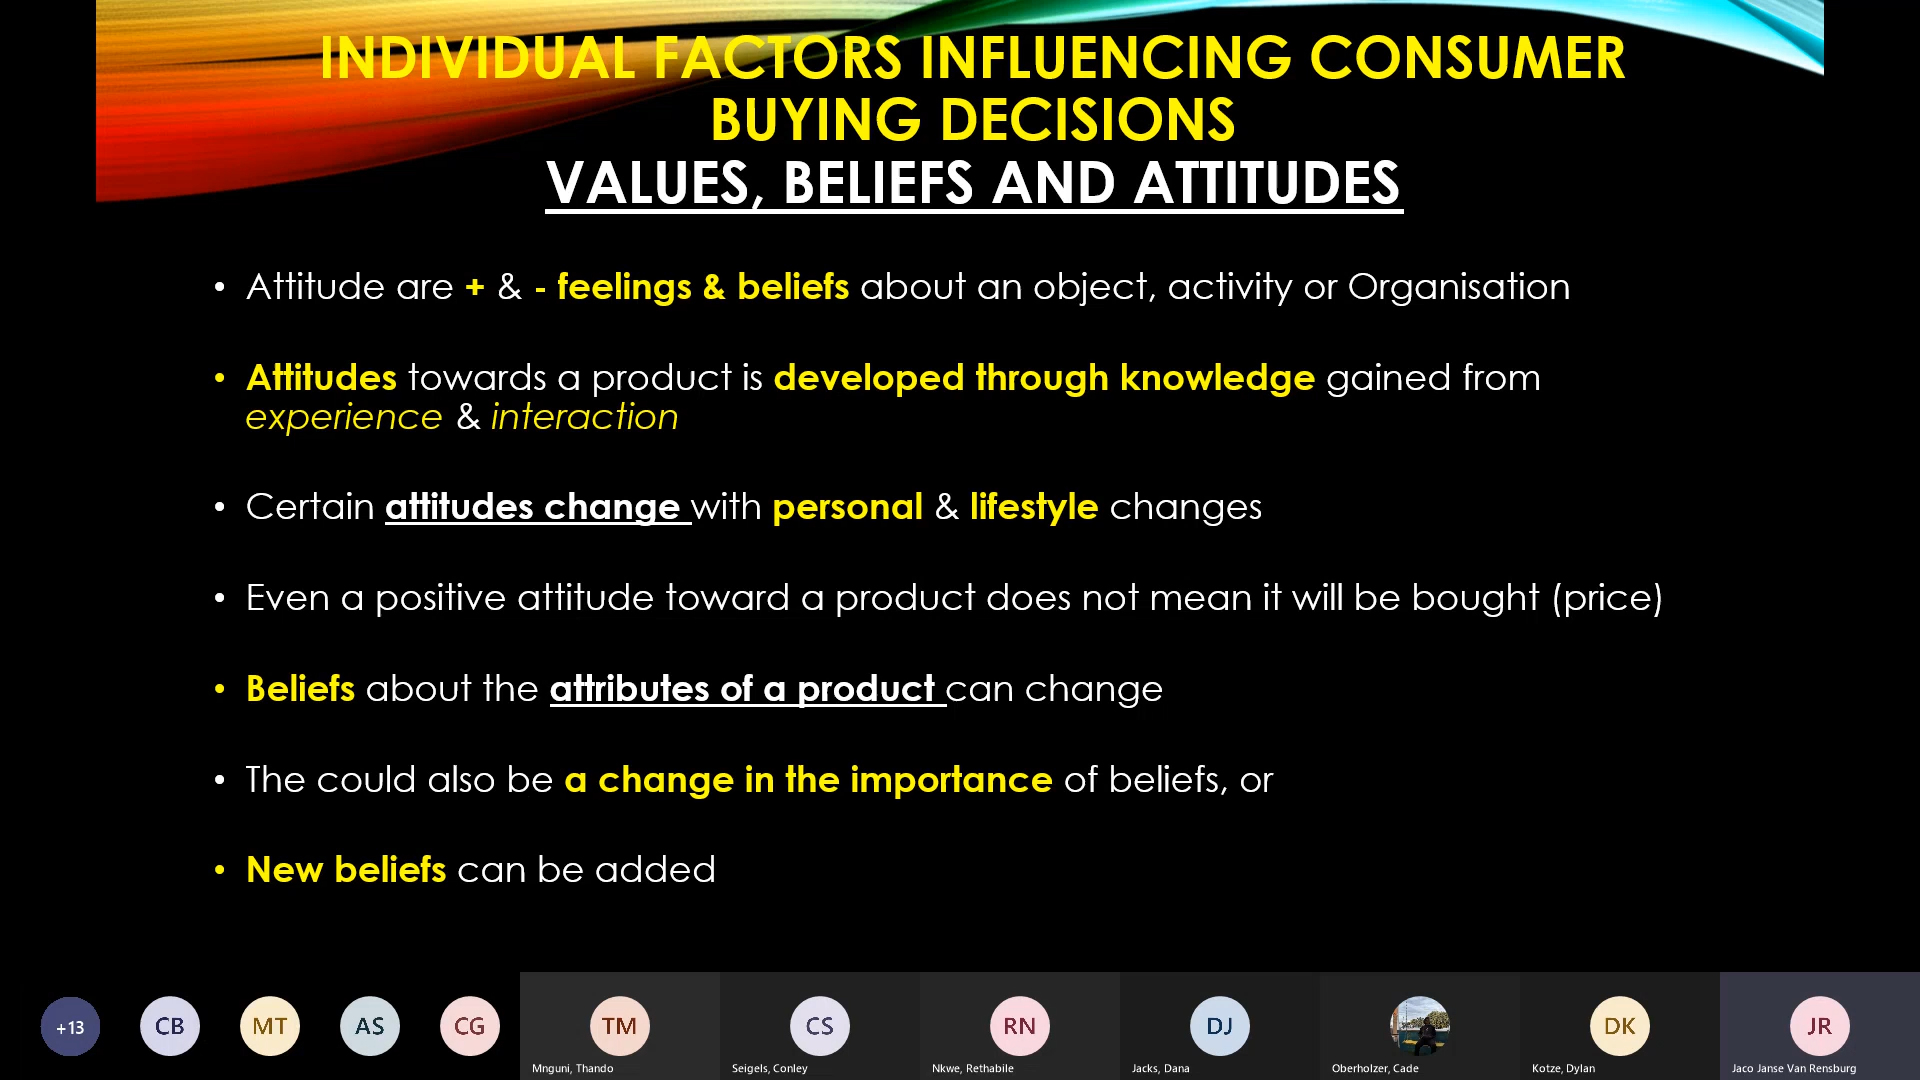 INDIVIDUAL FACTORS INFLUENCING CONSUMER
BUYING DECISIONS
VALUES, BELIEFS AND ATTITUDES
• Attitude are + & - feelings & beliefs about an object, activity or Organisation
• Attitudes towards a product is developed through knowledge gained from
experience & interaction
• Certain attitudes change with personal & lifestyle changes
• Even a positive attitude toward a product does not mean it will be bought (price)
• Beliefs about the attributes of a product can change
• The could also be a change in the importance of beliefs, or
• New beliefs can be added
+13 CB MT AS CG TM CS RN DJ DK JR
Mnguni, Thando Seigels, Conley Nkwe, Rethabile Jacks, Dana Oberholzer, Cade Kotze, Dylan Jaco Janse Van Rensburg